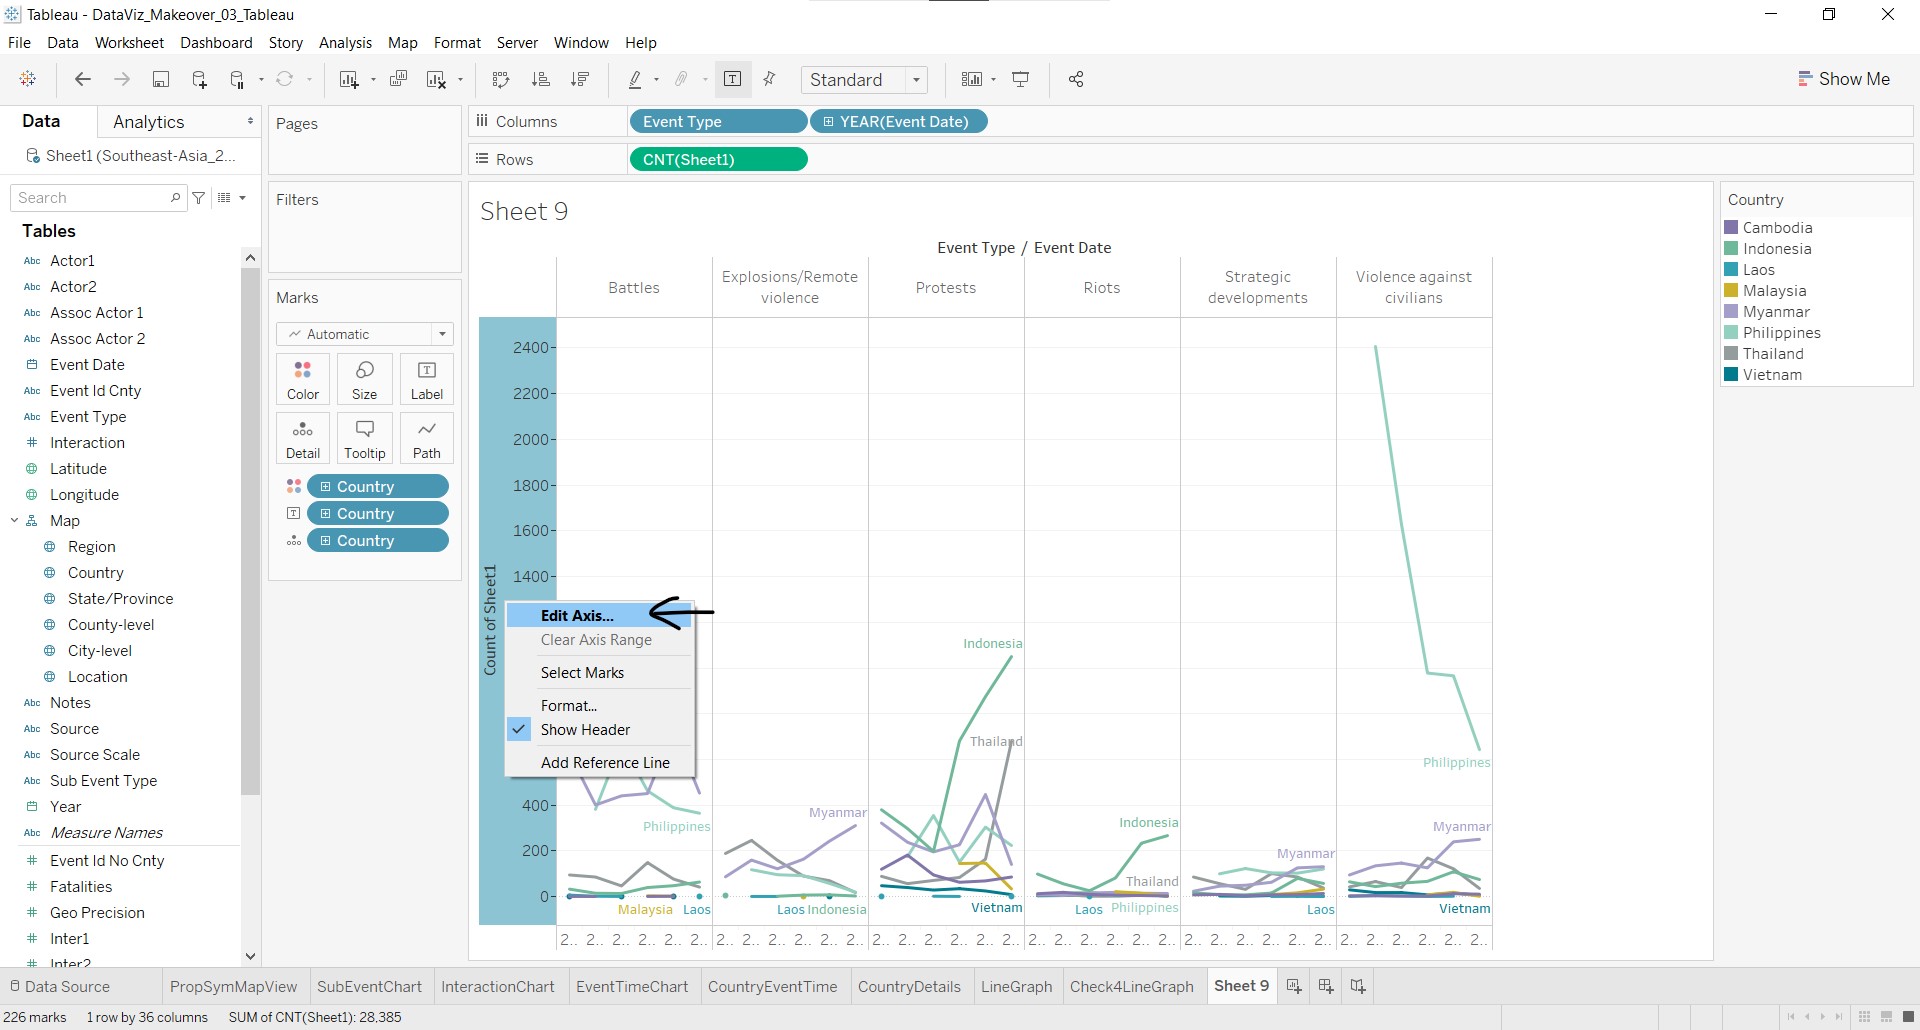 Tableau - DataViz_Makeover_03_Tableau
File Data Worksheet Dashboard Story Analysis Map Format Server Window Help
Standard
Show Me
Data
Analytics
Sheet1 (Southeast-Asia_2...
Search
Tables
Abc Actor1
Abc Actor2
Abc Assoc Actor 1
Abc Assoc Actor 2
Event Date
Abc Event Id Cnty
Abc Event Type
# Interaction
Latitude
Longitude
Map
Region
Country
State/Province
County-level
City-level
Location
Abc Notes
Abc Source
Abc Source Scale
Abc Sub Event Type
Year
Abc Measure Names
# Event Id No Cnty
# Fatalities
# Geo Precision
# Inter1
# Inter2
Pages
Filters
Marks
Automatic
Color Size Label
Detail Tooltip Path
Country
Country
Country
Columns
Event Type
YEAR(Event Date)
Rows
CNT(Sheet1)
Sheet 9
Event Type / Event Date
Battles
Explosions/Remote
violence
Protests
Riots
Strategic
developments
Violence against
civilians
Count of Sheet1
2400
2200
2000
1800
1600
1400
400
200
0
Edit Axis...
Clear Axis Range
Select Marks
Format...
Show Header
Add Reference Line
Philippines
Malaysia
Laos
Myanmar
Laos
Indonesia
Indonesia
Thailand
Vietnam
Indonesia
Thailand
Laos
Philippines
Myanmar
Laos
Philippines
Myanmar
Vietnam
2.. 2.. 2.. 2.. 2.. 2.. 2.. 2.. 2.. 2.. 2.. 2.. 2.. 2.. 2.. 2.. 2.. 2.. 2.. 2.. 2.. 2.. 2.. 2.. 2.. 2.. 2.. 2.. 2.. 2.. 2.. 2.. 2.. 2.. 2.. 2..
Country
Cambodia
Indonesia
Laos
Malaysia
Myanmar
Philippines
Thailand
Vietnam
Data Source PropSymMapView SubEventChart InteractionChart EventTimeChart CountryEventTime CountryDetails LineGraph Check4LineGraph Sheet 9
226 marks 1 row by 36 columns SUM of CNT(Sheet1): 28,385